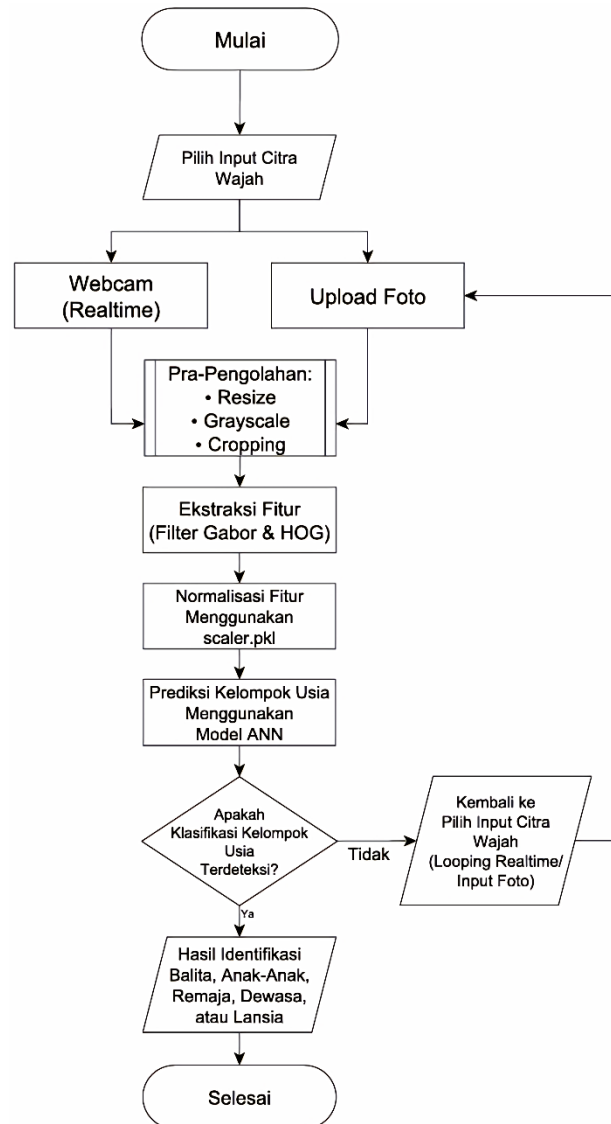 Mulai
Pilih Input Citra
Wajah
Webcam
(Realtime)
Upload Foto
Pra-Pengolahan:
• Resize
• Grayscale
• Cropping
Ekstraksi Fitur
(Filter Gabor & HOG)
Normalisasi Fitur
Menggunakan
scaler.pkl
Prediksi Kelompok Usia
Menggunakan
Model ANN
Apakah
Klasifikasi Kelompok
Usia
Terdeteksi?
Tidak
Kembali ke
Pilih Input Citra
Wajah
(Looping Realtime/
Input Foto)
Ya
Hasil Identifikasi
Balita, Anak-Anak,
Remaja, Dewasa,
atau Lansia
Selesai